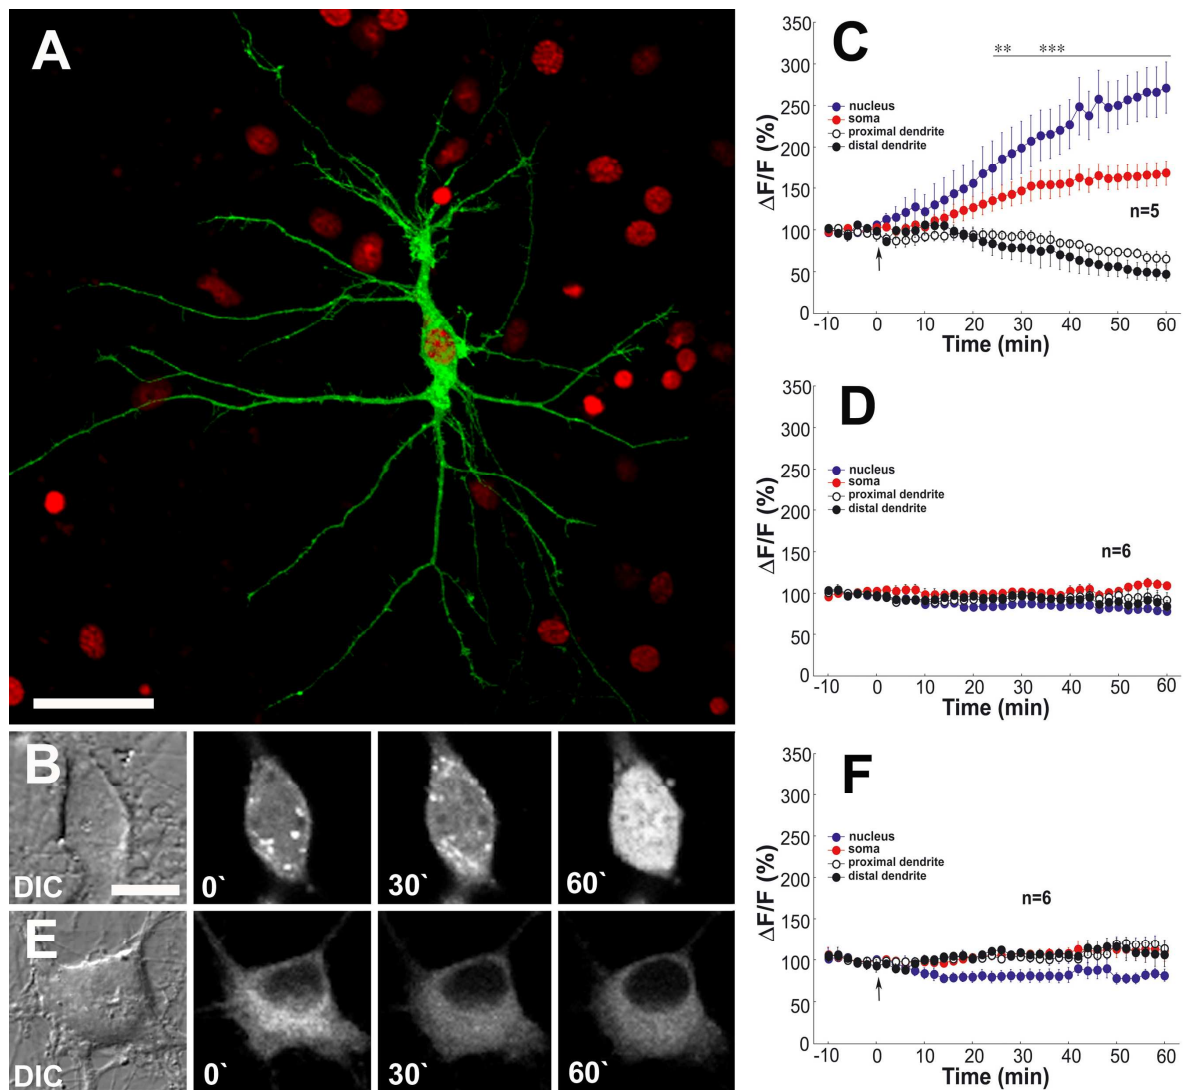 A
B
DIC
0`
30`
60`
E
DIC
0`
30`
60`
C
350
300
250
200
150
100
50
0
ΔF/F (%)
** ***
nucleus
soma
proximal dendrite
distal dendrite
n=5
-10 0 10 20 30 40 50 60
Time (min)
D
350
300
250
200
150
100
50
0
ΔF/F (%)
nucleus
soma
proximal dendrite
distal dendrite
n=6
-10 0 10 20 30 40 50 60
Time (min)
F
350
300
250
200
150
100
50
0
ΔF/F (%)
nucleus
soma
proximal dendrite
distal dendrite
n=6
-10 0 10 20 30 40 50 60
Time (min)